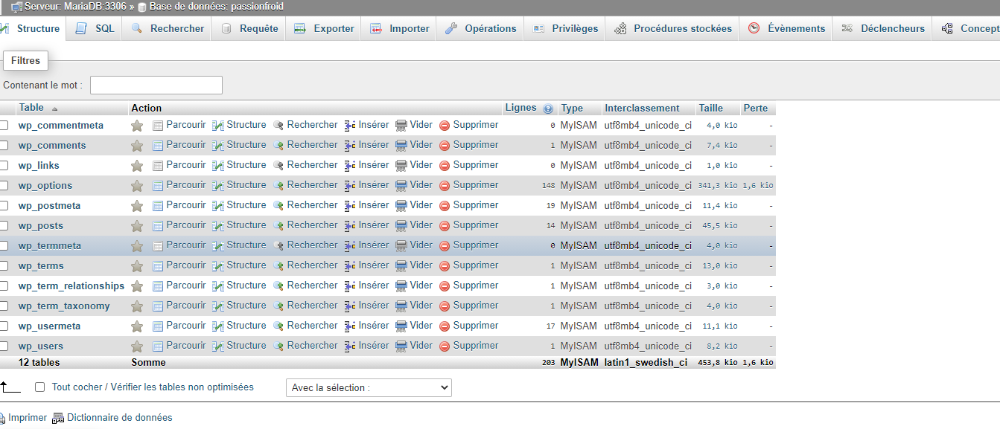 Serveur: MariaDB:3306 » Base de données: passionfroid
Structure SQL Rechercher Requête Exporter Importer Opérations Privilèges Procédures stockées Évènements Déclencheurs Concept
Filtres
Contenant le mot :
Table Action Lignes Type Interclassement Taille Perte
wp_commentmeta Parcourir Structure Rechercher Insérer Vider Supprimer 0 MyISAM utf8mb4_unicode_ci 4,0 kio -
wp_comments Parcourir Structure Rechercher Insérer Vider Supprimer 1 MyISAM utf8mb4_unicode_ci 7,4 kio -
wp_links Parcourir Structure Rechercher Insérer Vider Supprimer 0 MyISAM utf8mb4_unicode_ci 1,0 kio -
wp_options Parcourir Structure Rechercher Insérer Vider Supprimer 148 MyISAM utf8mb4_unicode_ci 341,3 kio 1,6 kio
wp_postmeta Parcourir Structure Rechercher Insérer Vider Supprimer 19 MyISAM utf8mb4_unicode_ci 11,4 kio -
wp_posts Parcourir Structure Rechercher Insérer Vider Supprimer 14 MyISAM utf8mb4_unicode_ci 45,5 kio -
wp_termmeta Parcourir Structure Rechercher Insérer Vider Supprimer 0 MyISAM utf8mb4_unicode_ci 4,0 kio -
wp_terms Parcourir Structure Rechercher Insérer Vider Supprimer 1 MyISAM utf8mb4_unicode_ci 13,0 kio -
wp_term_relationships Parcourir Structure Rechercher Insérer Vider Supprimer 1 MyISAM utf8mb4_unicode_ci 3,0 kio -
wp_term_taxonomy Parcourir Structure Rechercher Insérer Vider Supprimer 1 MyISAM utf8mb4_unicode_ci 4,0 kio -
wp_usermeta Parcourir Structure Rechercher Insérer Vider Supprimer 17 MyISAM utf8mb4_unicode_ci 11,1 kio -
wp_users Parcourir Structure Rechercher Insérer Vider Supprimer 1 MyISAM utf8mb4_unicode_ci 8,2 kio -
12 tables Somme 203 MyISAM latin1_swedish_ci 453,8 kio 1,6 kio
Tout cocher / Vérifier les tables non optimisées Avec la sélection :
Imprimer Dictionnaire de données